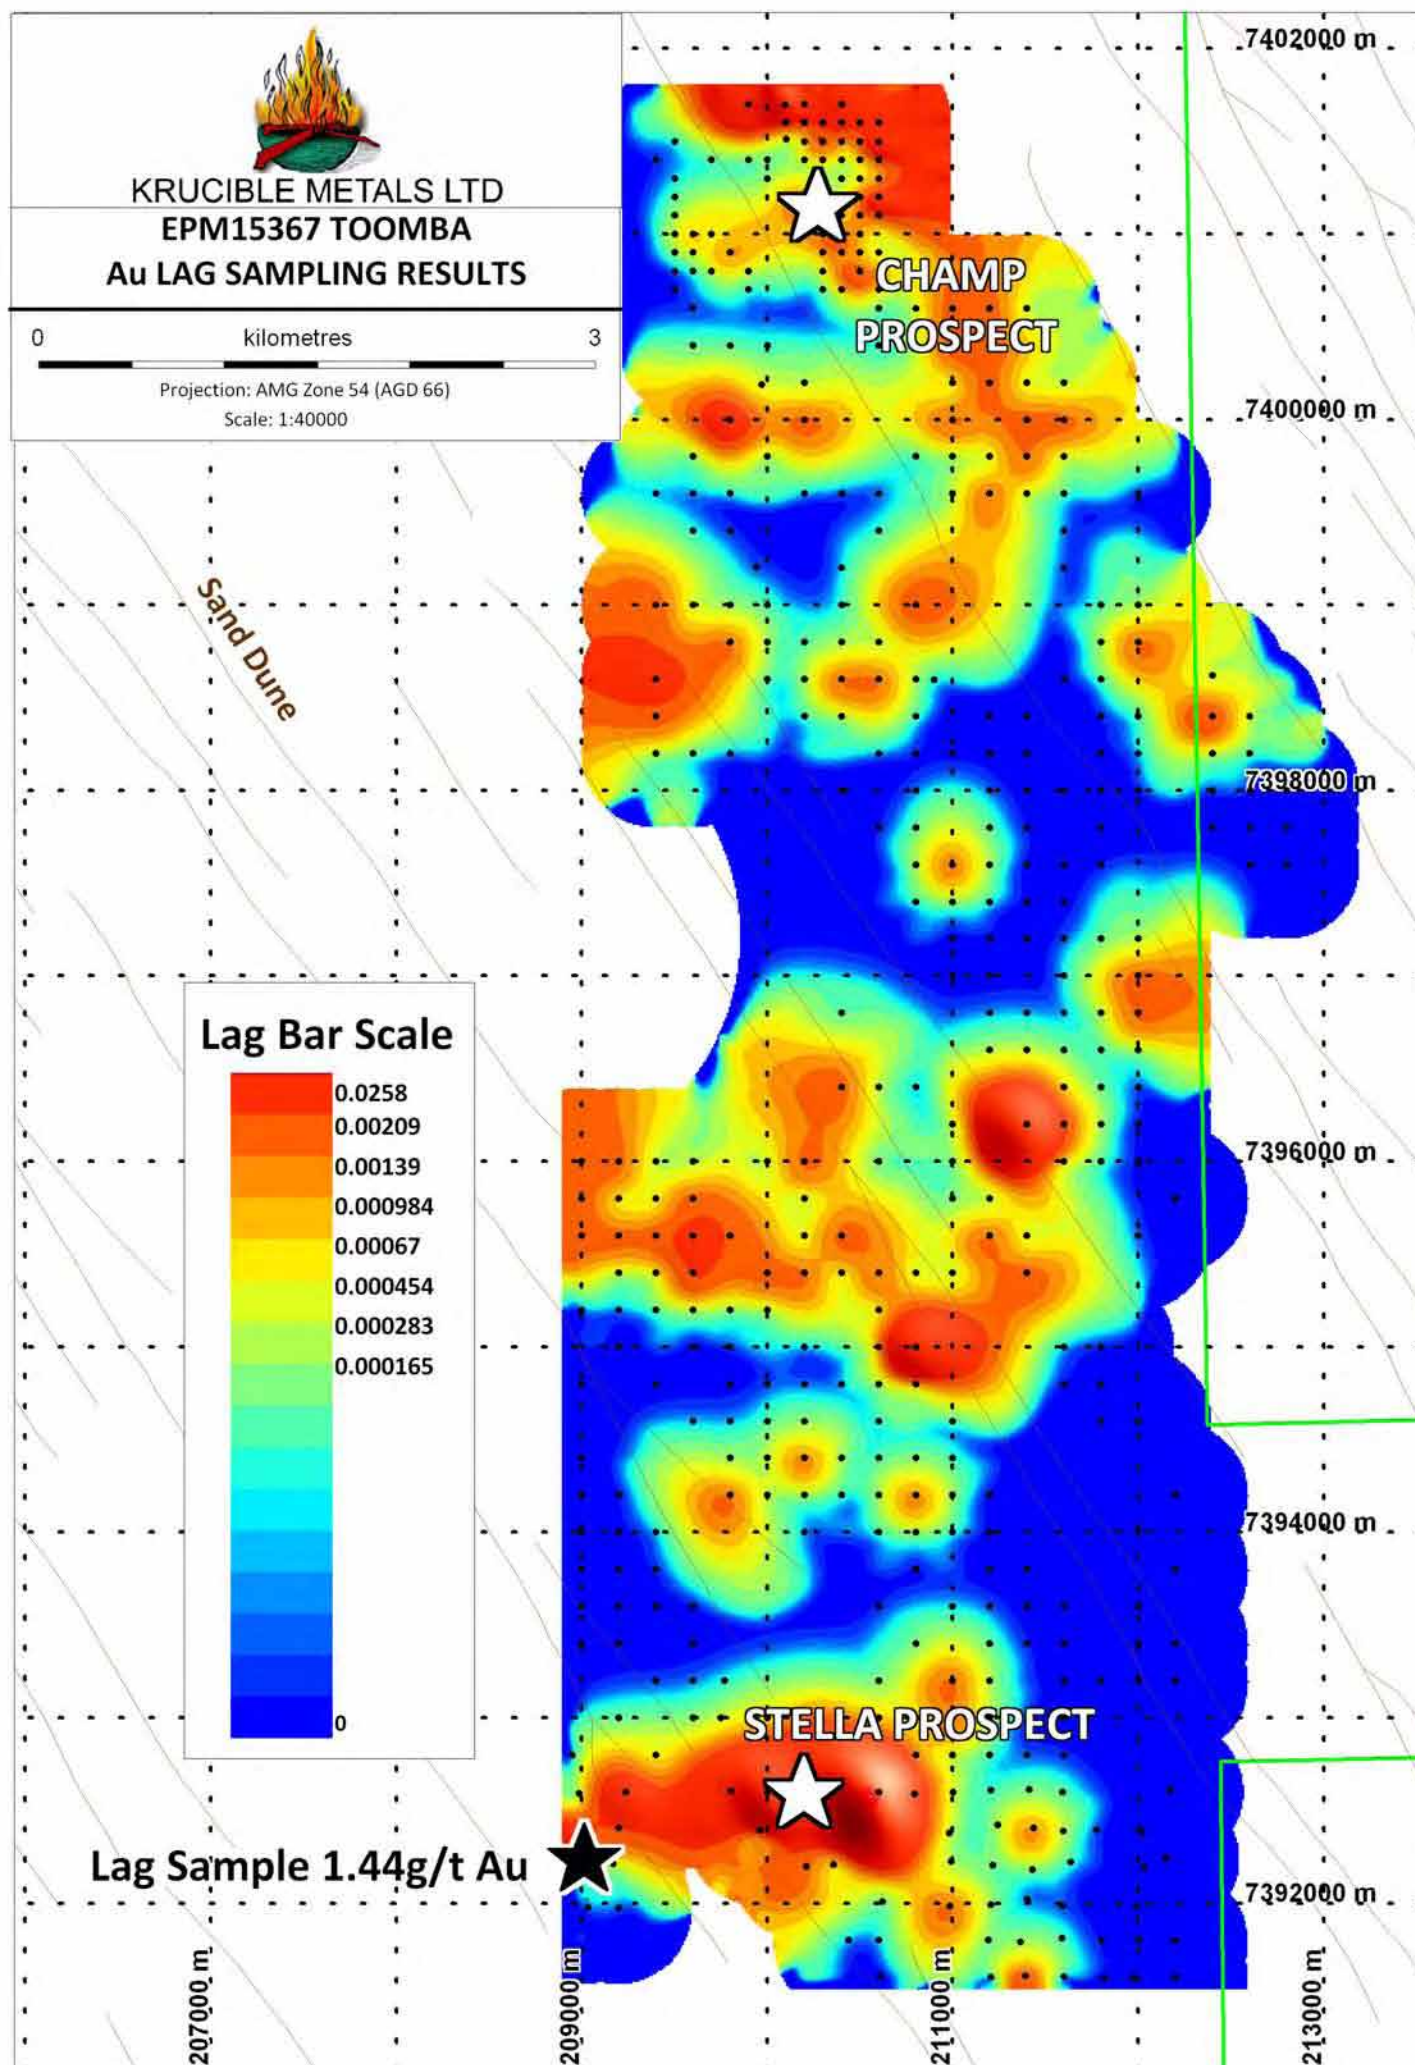 KRUCIBLE METALS LTD
EPM15367 TOOMBA
Au LAG SAMPLING RESULTS
0 kilometres 3
Projection: AMG Zone 54 (AGD 66)
Scale: 1:40000
7402000 m
CHAMP
PROSPECT
7400000 m
Sand Dune
7398000 m
Lag Bar Scale
0.0258
0.00209
0.00139
0.000984
0.00067
0.000454
0.000283
0.000165
0
7396000 m
7394000 m
STELLA PROSPECT
Lag Sample 1.44g/t Au
7392000 m
207000 m
209000 m
211000 m
213000 m